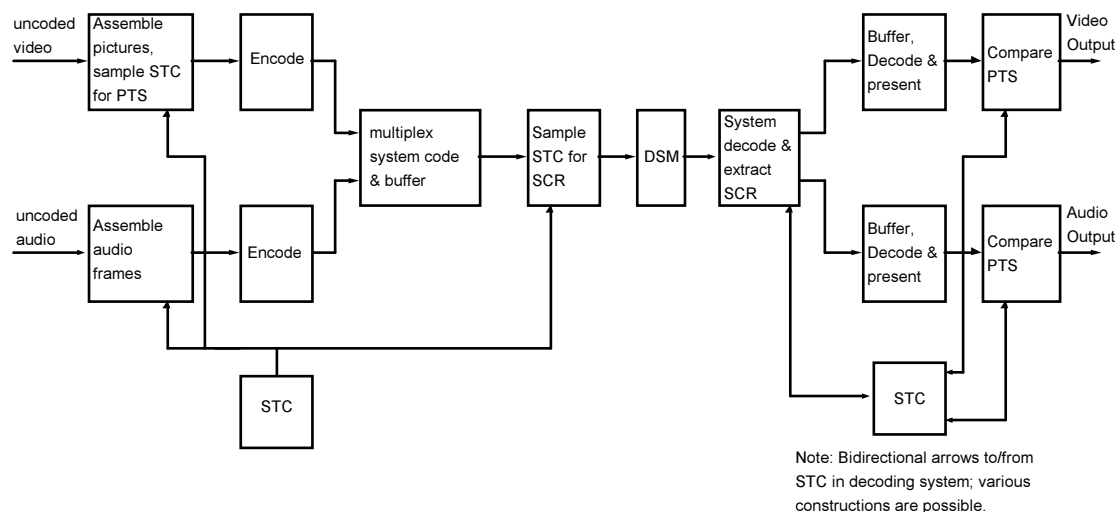 uncoded
video
Assemble
pictures,
sample STC
for PTS
Encode
multiplex
system code
& buffer
Sample
STC for
SCR
DSM
System
decode &
extract
SCR
Buffer,
Decode &
present
Compare
PTS
Video
Output
uncoded
audio
Assemble
audio
frames
Encode
Buffer,
Decode &
present
Compare
PTS
Audio
Output
STC
STC
Note: Bidirectional arrows to/from
STC in decoding system; various
constructions are possible.